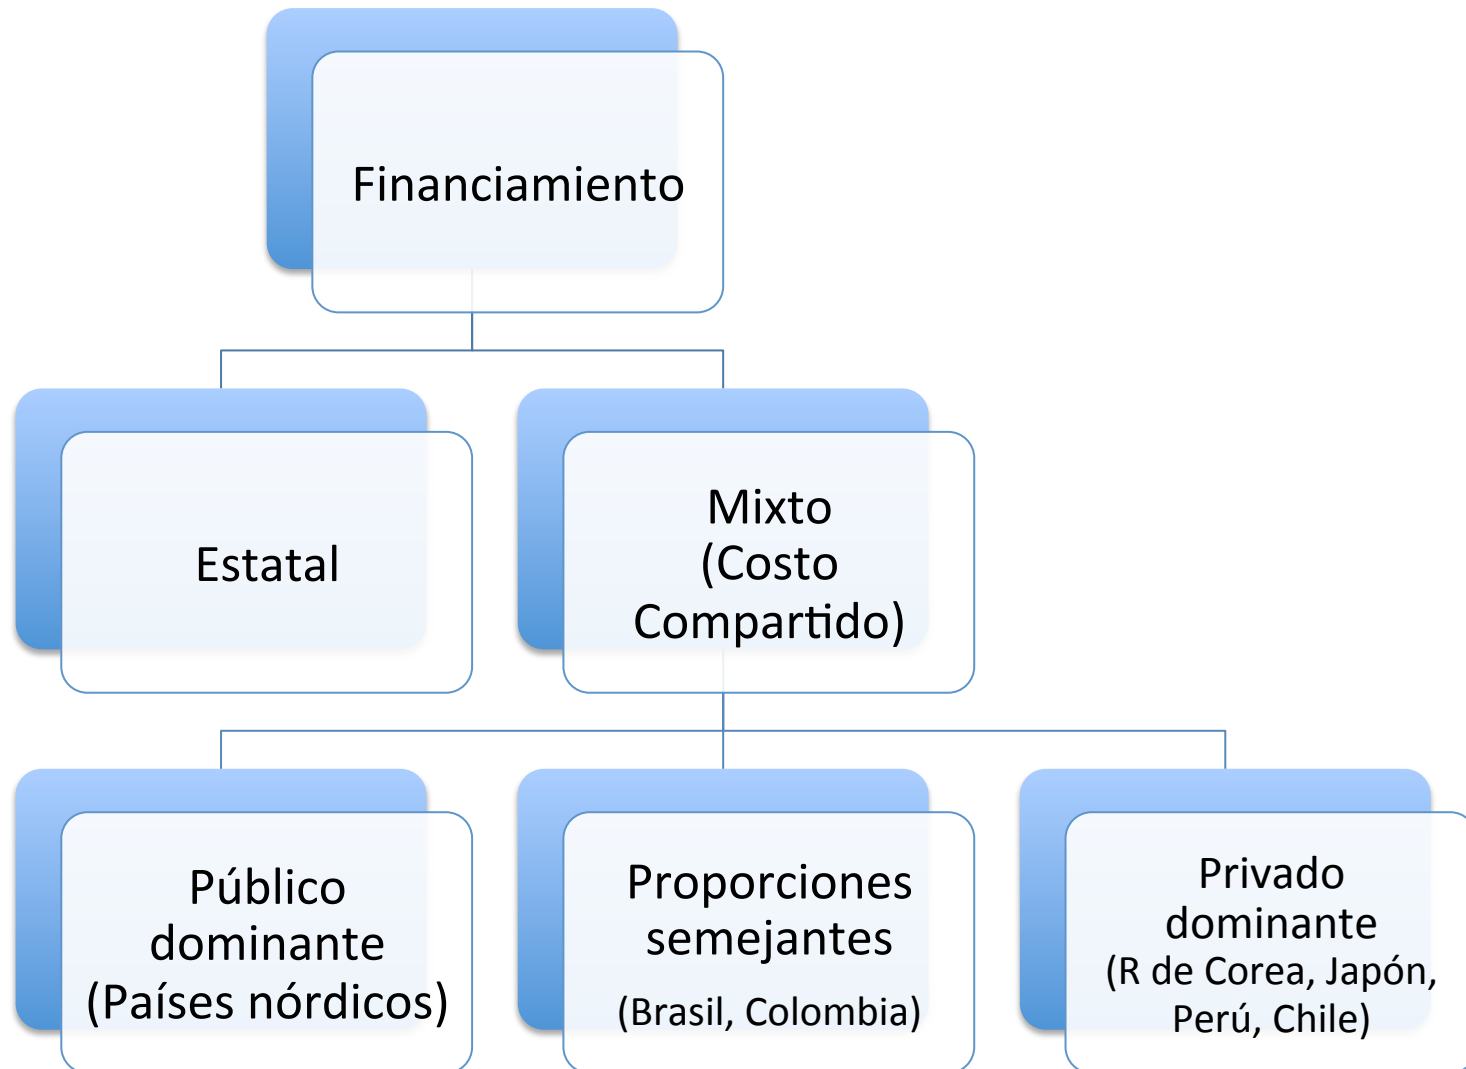 Financiamiento
Estatal
Mixto
(Costo
Compartido)
Público
dominante
(Países nórdicos)
Proporciones
semejantes
(Brasil, Colombia)
Privado
dominante
(R de Corea, Japón,
Perú, Chile)